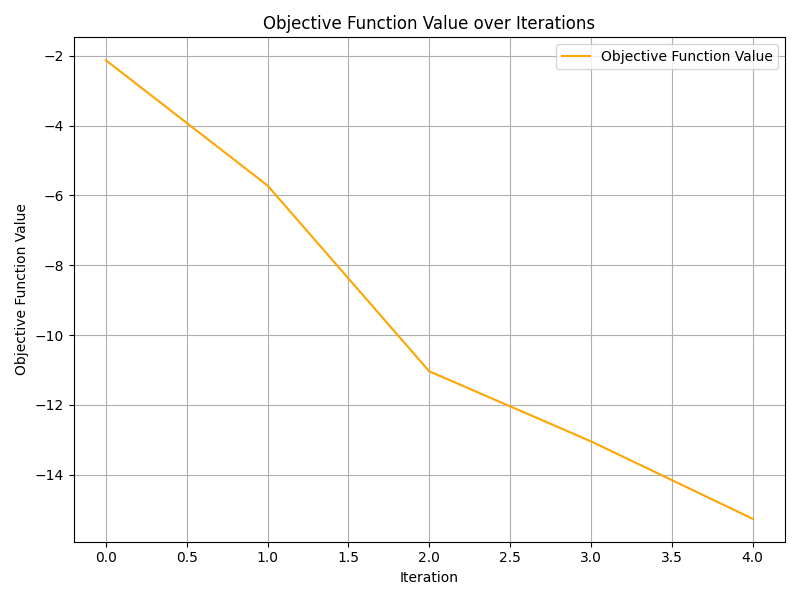 Objective Function Value over Iterations
Objective Function Value
−2
−4
−6
−8
−10
−12
−14
Objective Function Value
0.0 0.5 1.0 1.5 2.0 2.5 3.0 3.5 4.0
Iteration